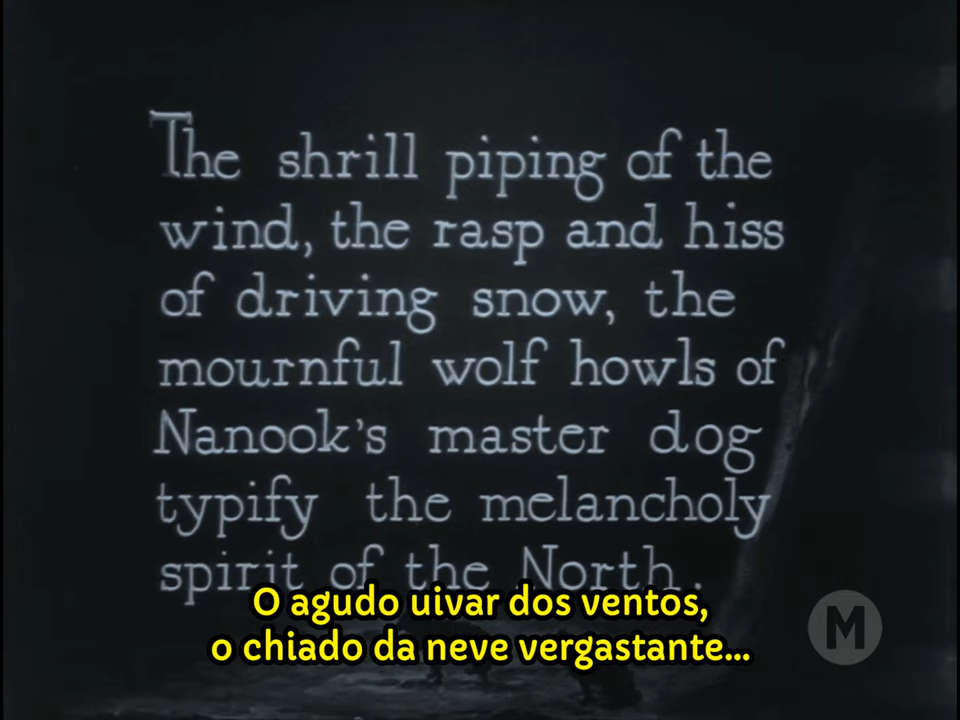 The shrill piping of the
wind, the rasp and hiss
of driving snow, the
mournful wolf howls of
Nanook's master dog
typify the melancholy
spirit of the North.
O agudo uivar dos ventos,
o chiado da neve vergastante...
M